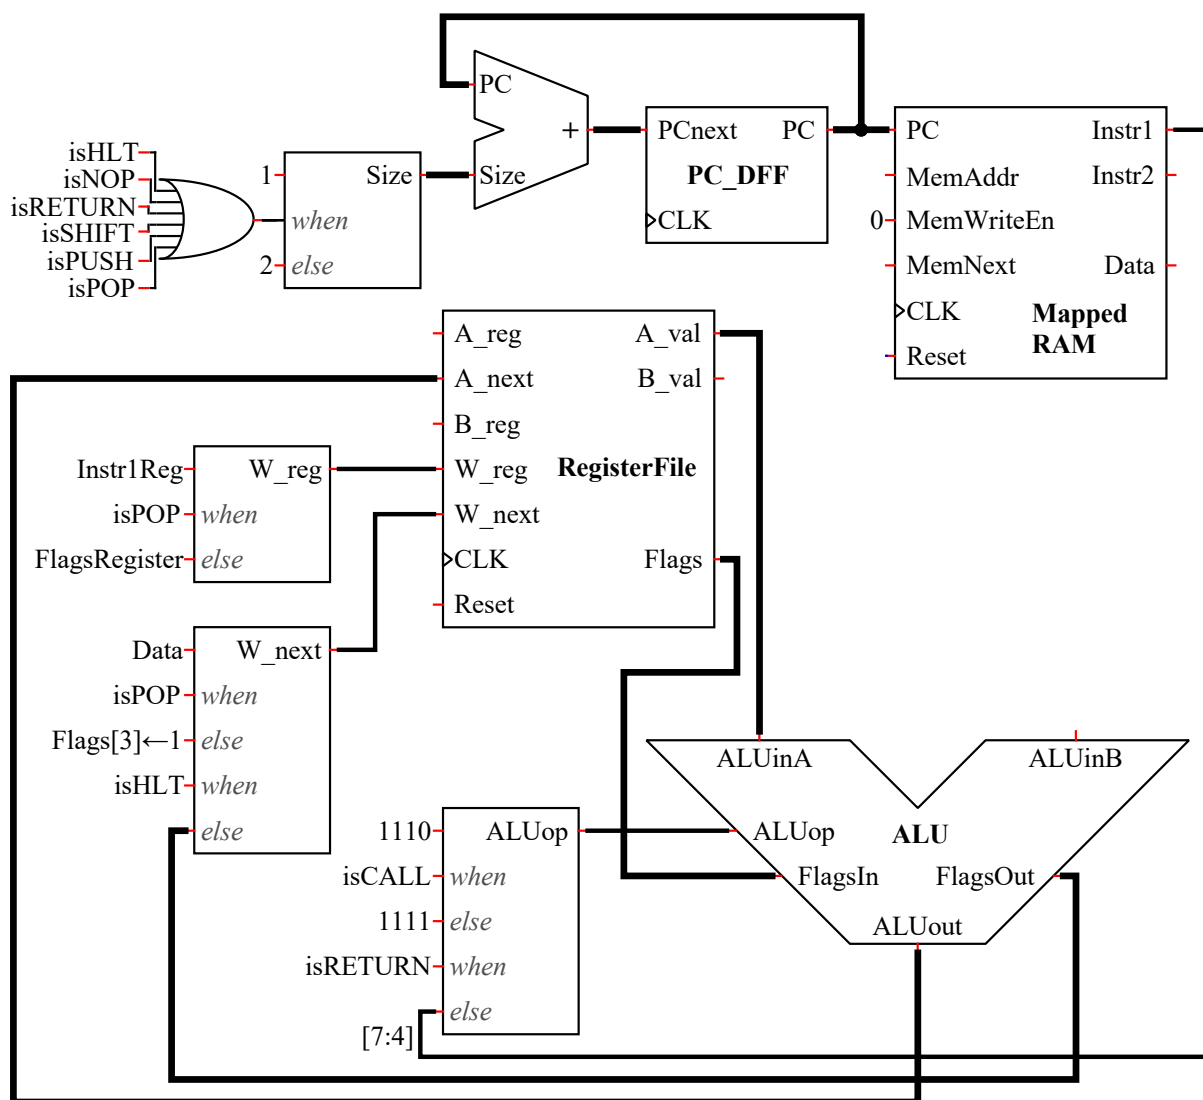 PC
+
Size
isHLT
isNOP
isRETURN
isSHIFT
isPUSH
isPOP
1
Size
when
2
else
PCnext
PC
PC_DFF
CLK
PC
Instr1
MemAddr
Instr2
0
MemWriteEn
MemNext
Data
CLK
Mapped
RAM
Reset
A_reg
A_val
A_next
B_val
B_reg
W_reg
RegisterFile
W_next
CLK
Flags
Reset
Instr1Reg
W_reg
isPOP
when
FlagsRegister
else
Data
W_next
isPOP
when
Flags[3]←1
else
isHLT
when
else
1110
ALUop
isCALL
when
1111
else
isRETURN
when
else
[7:4]
ALUinA
ALUinB
ALUop
ALU
FlagsIn
FlagsOut
ALUout